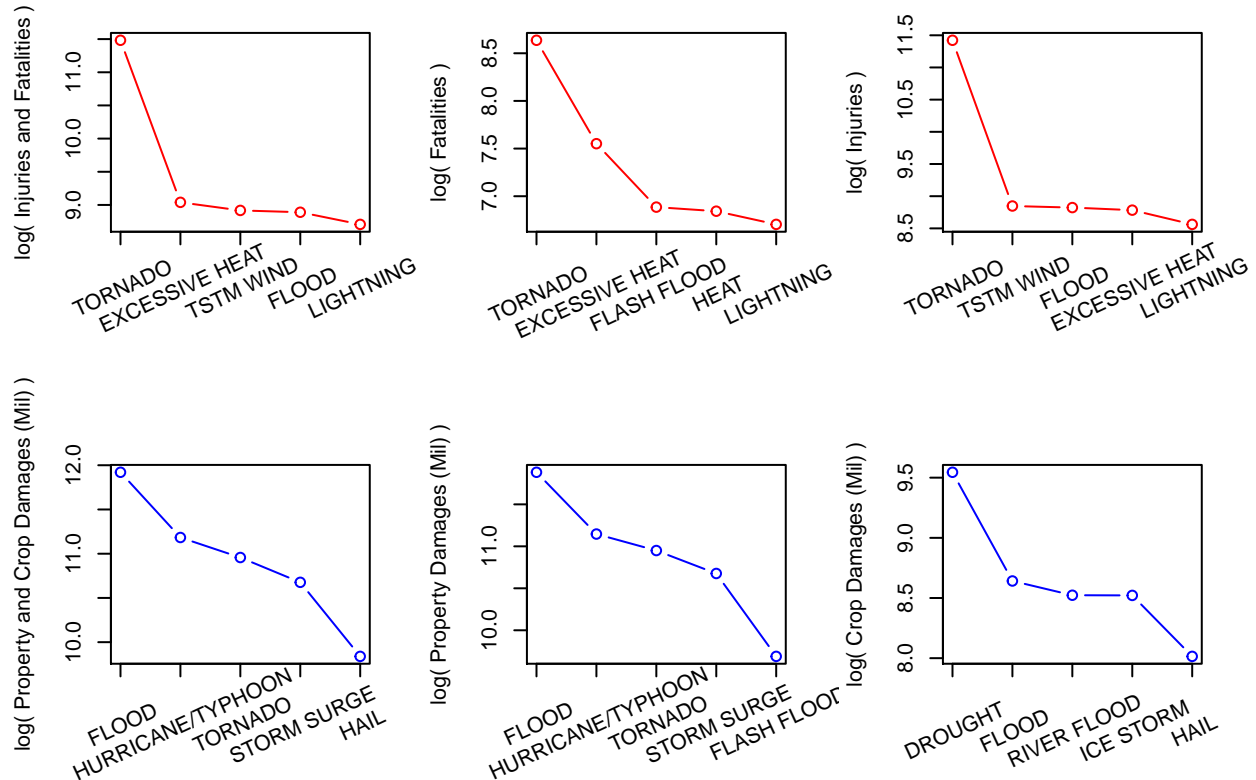 log( Injuries and Fatalities )
11.0
10.0
9.0
TORNADO
EXCESSIVE HEAT
TSTM WIND
FLOOD
LIGHTNING
log( Fatalities )
8.5
8.0
7.5
7.0
TORNADO
EXCESSIVE HEAT
FLASH FLOOD
HEAT
LIGHTNING
log( Injuries )
11.5
10.5
9.5
8.5
TORNADO
TSTM WIND
FLOOD
EXCESSIVE HEAT
LIGHTNING
log( Property and Crop Damages (Mil) )
12.0
11.0
10.0
FLOOD
HURRICANE/TYPHOON
TORNADO
STORM SURGE
HAIL
log( Property Damages (Mil) )
11.0
10.0
FLOOD
HURRICANE/TYPHOON
TORNADO
STORM SURGE
FLASH FLOOD
log( Crop Damages (Mil) )
9.5
9.0
8.5
8.0
DROUGHT
FLOOD
RIVER FLOOD
ICE STORM
HAIL